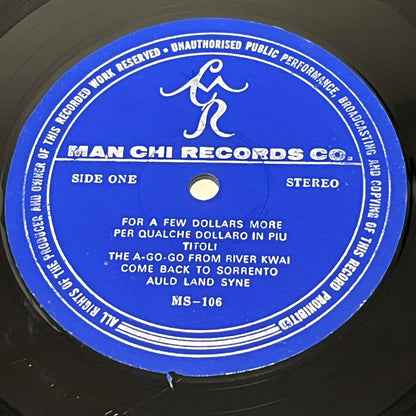 ALL RIGHTS OF THE PRODUCER AND OWNER OF THIS RECORDED WORK RESERVED • UNAUTHORISED PUBLIC PERFORMANCE, BROADCASTING AND COPYING OF THIS RECORD PROHIBITED
MAN CHI RECORDS CO.
SIDE ONE STEREO
FOR A FEW DOLLARS MORE
PER QUALCHE DOLLARO IN PIU
TITOLI
THE A-GO-GO FROM RIVER KWAI
COME BACK TO SORRENTO
AULD LAND SYNE
MS-106